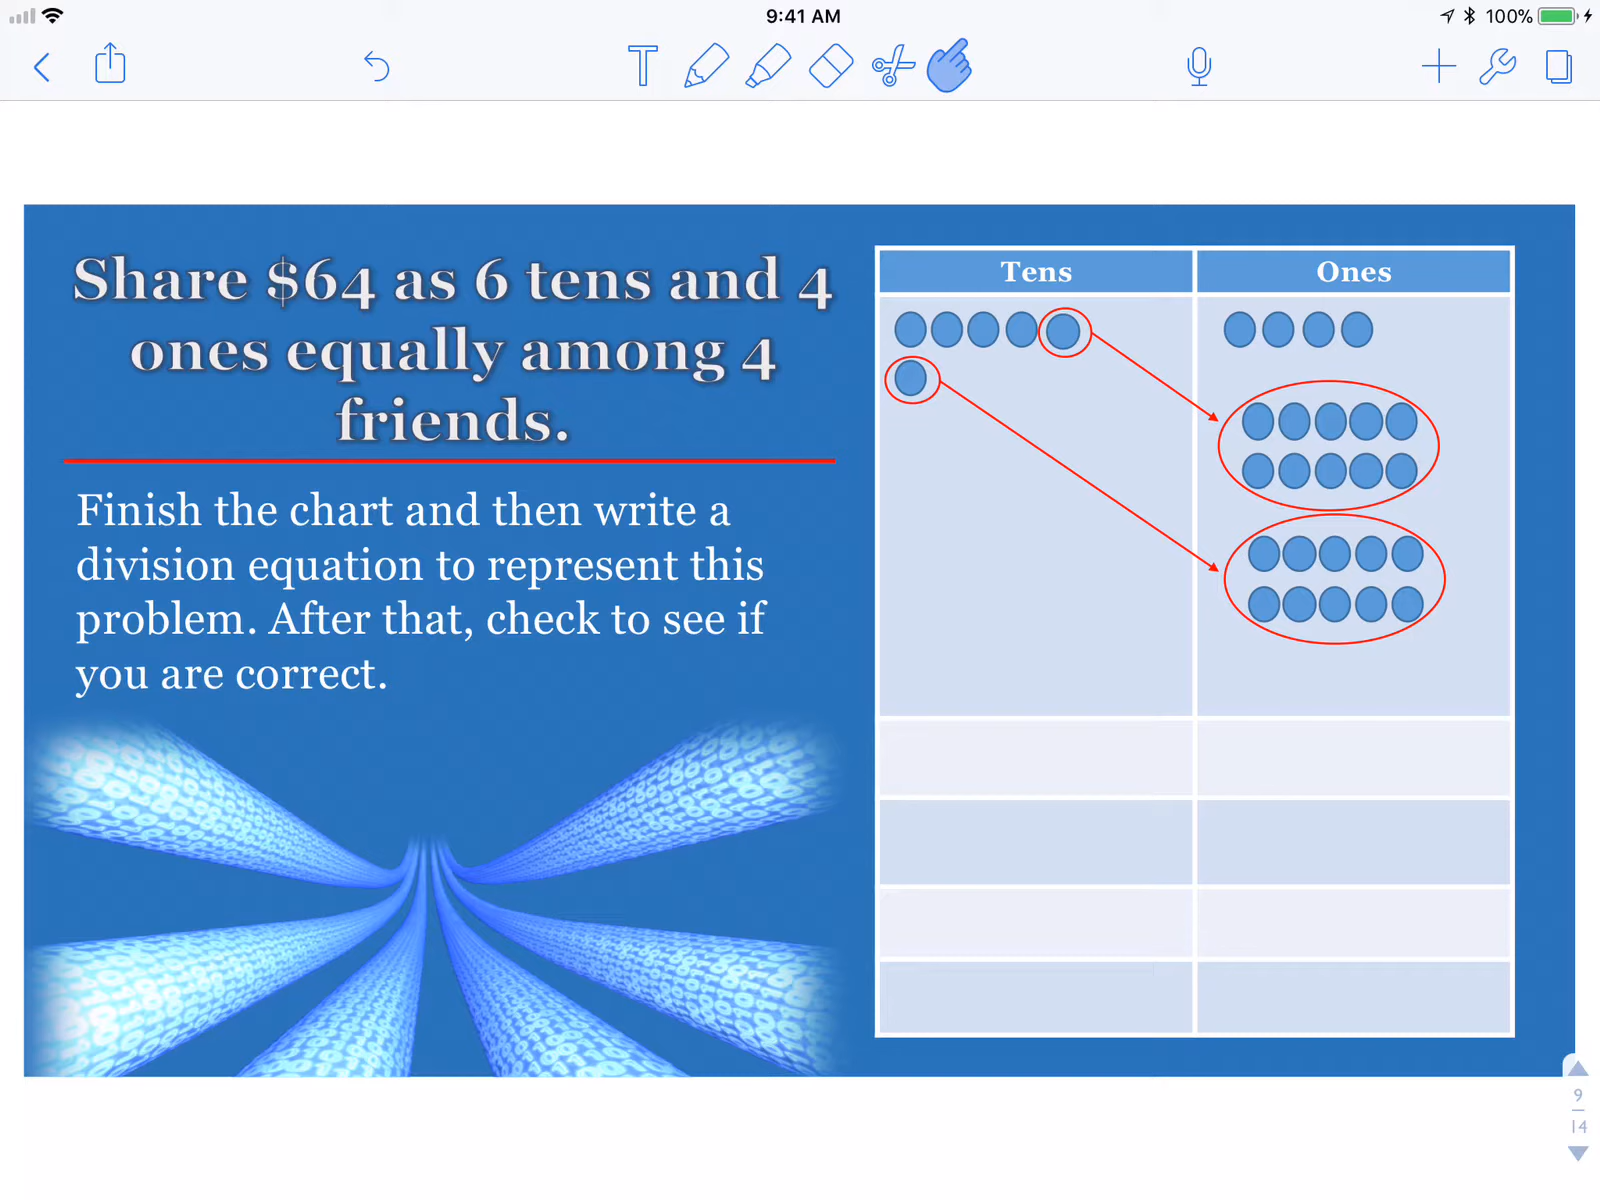 9:41 AM
100%
Share $64 as 6 tens and 4
ones equally among 4
friends.
Finish the chart and then write a
division equation to represent this
problem. After that, check to see if
you are correct.
Tens
Ones
9
14